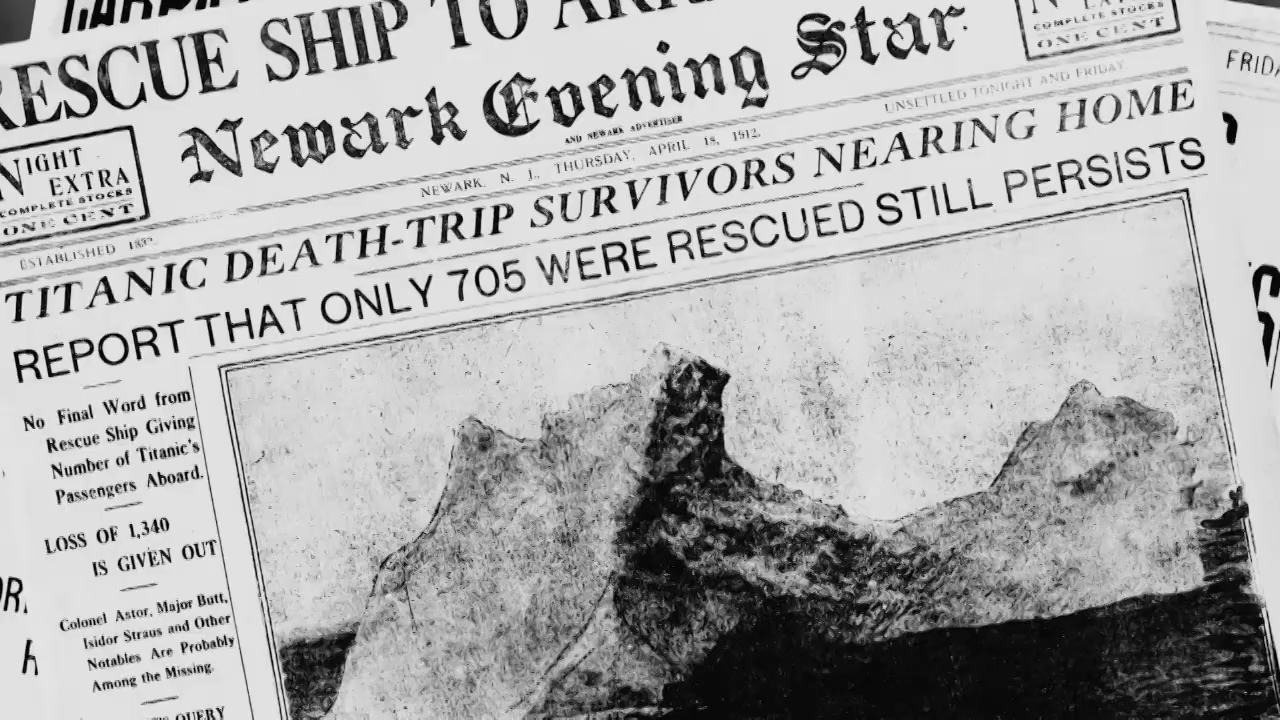 RESCUE SHIP TO
Newark Evening Star
AND NEWARK ADVERTISER
COMPLETE STOCKS
ONE CENT
NIGHT
EXTRA
COMPLETE STOCKS
ONE CENT
ESTABLISHED
NEWARK, N. J., THURSDAY, APRIL 18, 1912.
UNSETTLED TONIGHT AND FRIDAY
TITANIC DEATH-TRIP SURVIVORS NEARING HOME
REPORT THAT ONLY 705 WERE RESCUED STILL PERSISTS
No Final Word from
Rescue Ship Giving
Number of Titanic's
Passengers Aboard.
LOSS OF 1,340
IS GIVEN OUT
Colonel Astor, Major Butt,
Isidor Straus and Other
Notables Are Probably
Among the Missing.
QUERY